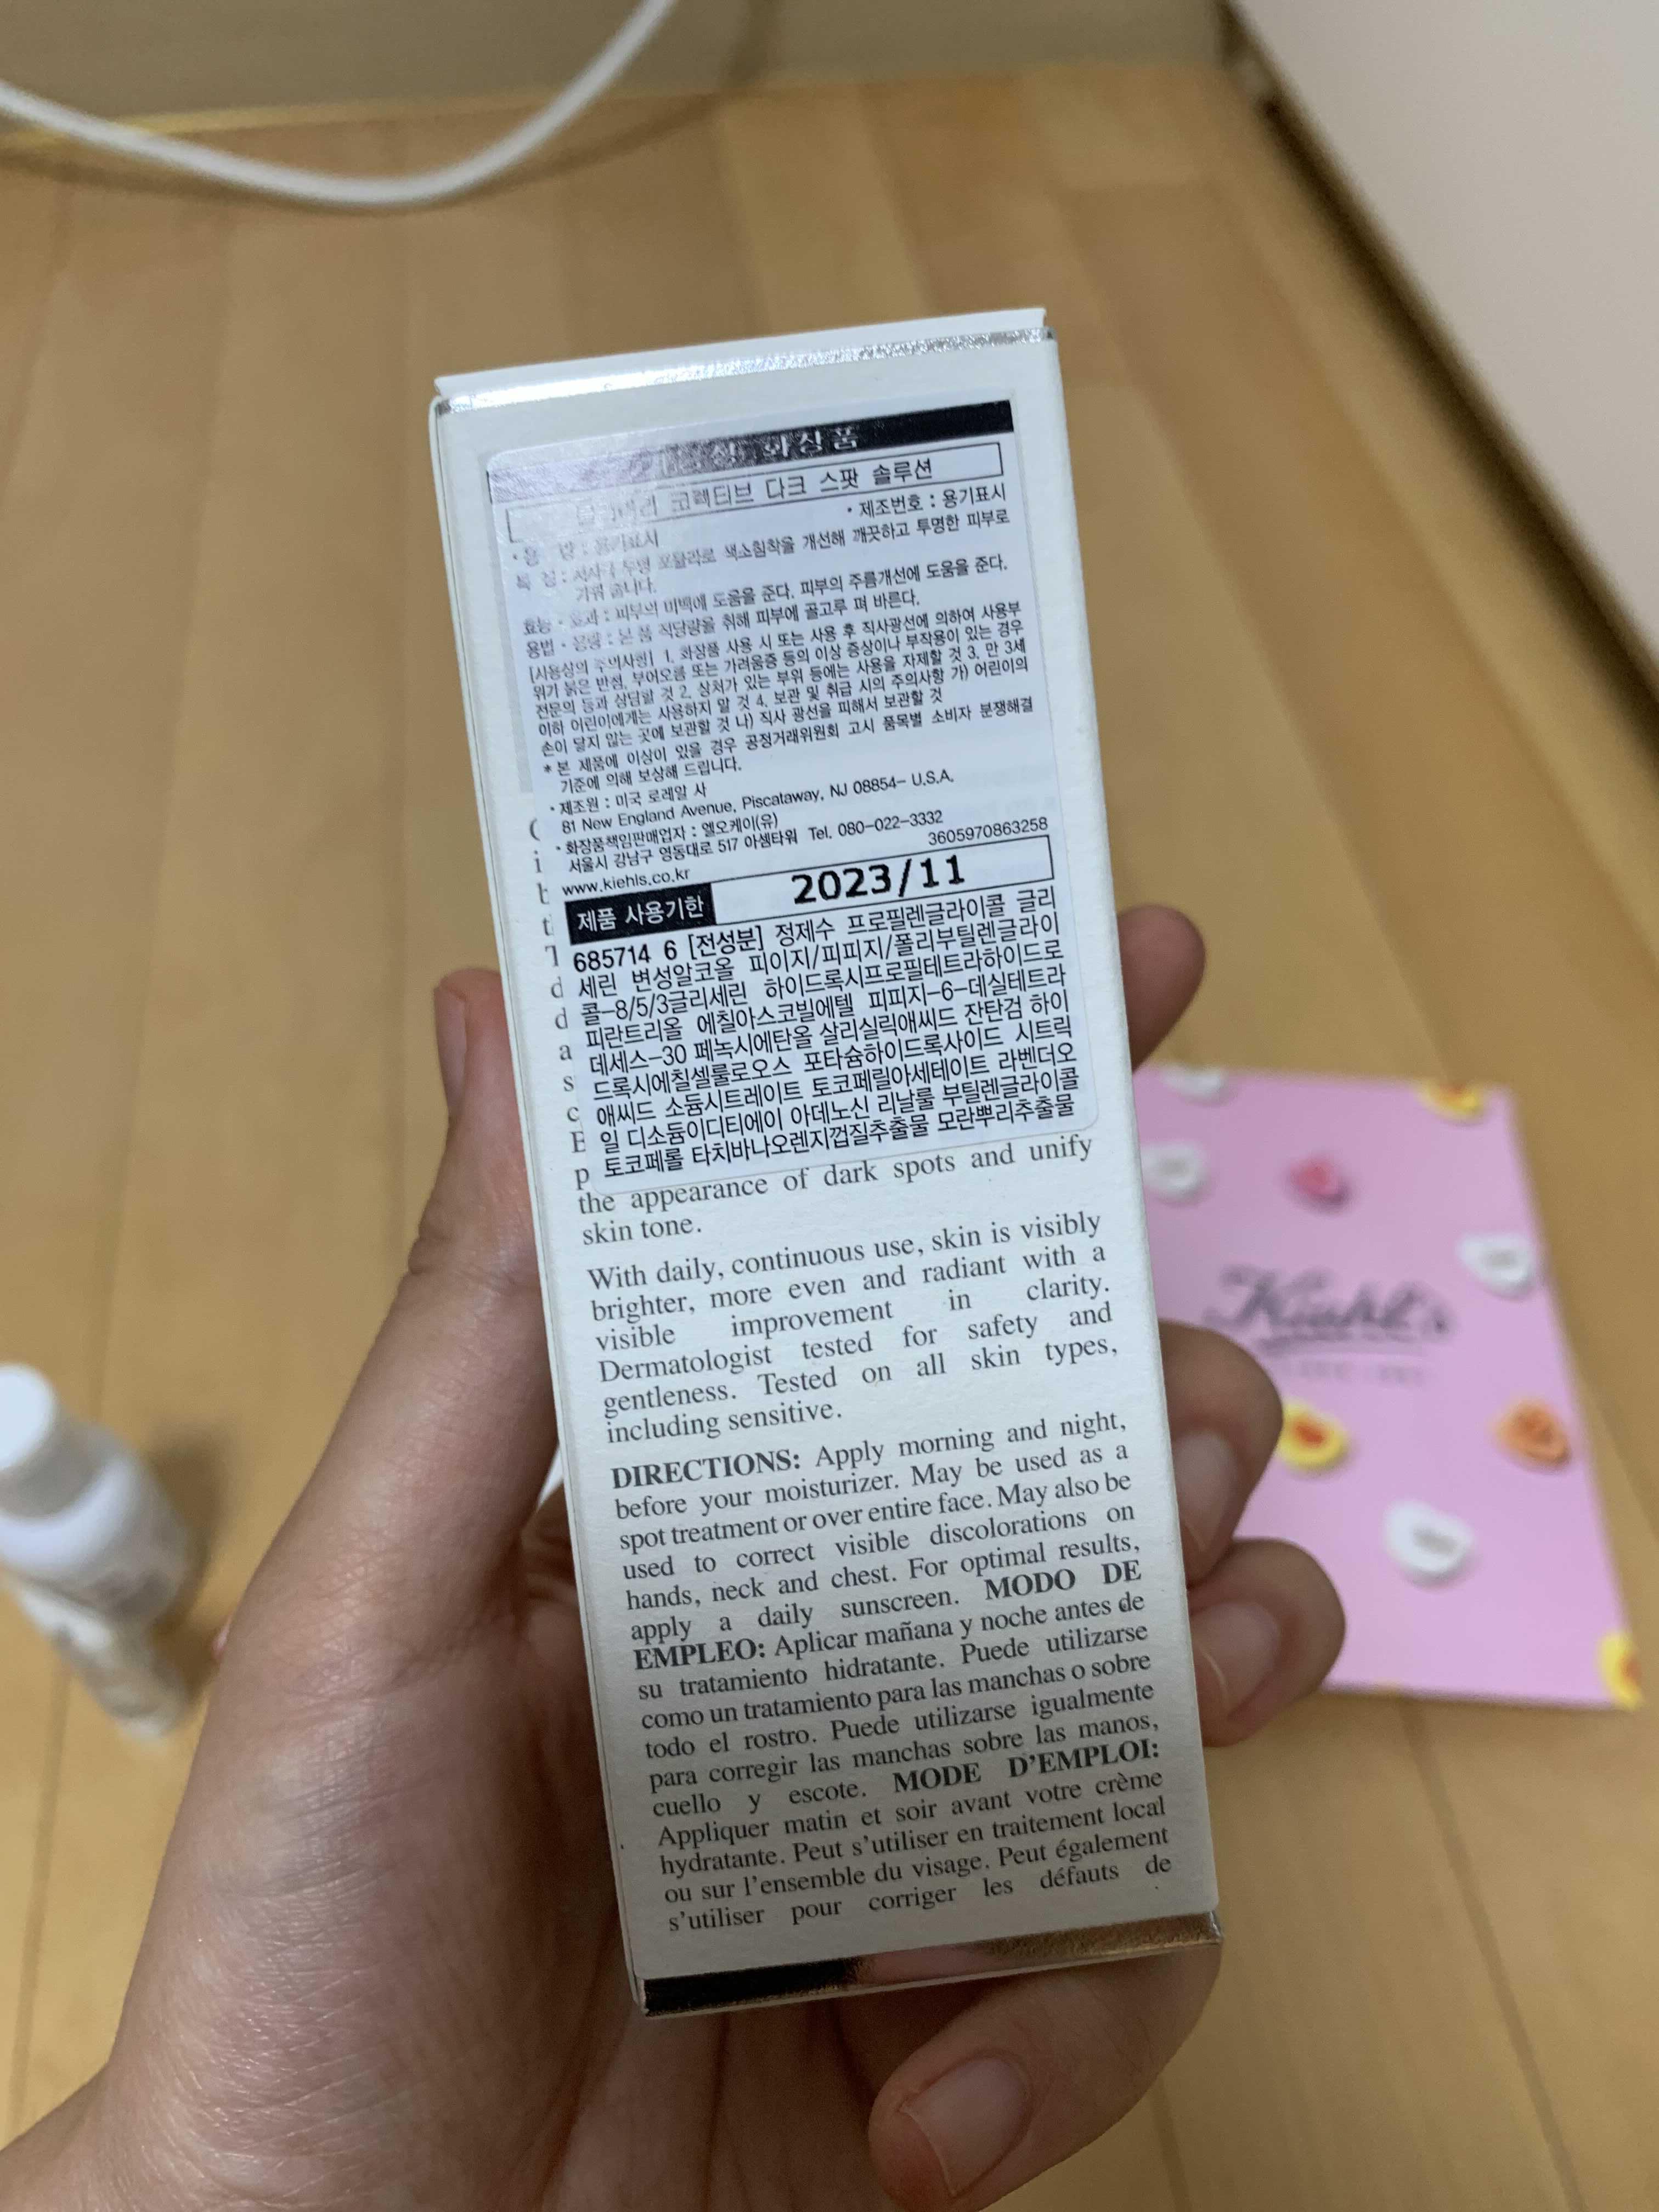 화장품
코렉티브 다크 스팟 솔루션
• 제조번호 : 용기표시
용기표시
색소침착을 개선해 깨끗하고 투명한 피부로
가꿔 줍니다.
효능 • 효과 : 피부의 미백에 도움을 준다. 피부의 주름개선에 도움을 준다.
용법 • 용량 : 본 품 적당량을 취해 피부에 골고루 펴 바른다.
[사용상의 주의사항] 1. 화장품 사용 시 또는 사용 후 직사광선에 의하여 사용부
위가 붉은 반점, 부어오름 또는 가려움증 등의 이상 증상이나 부작용이 있는 경우
전문의 등과 상담할 것 2. 상처가 있는 부위 등에는 사용을 자제할 것 3. 만 3세
이하 어린이에게는 사용하지 말 것 4. 보관 및 취급 시의 주의사항 가) 어린이의
손이 닿지 않는 곳에 보관할 것 나) 직사 광선을 피해서 보관할 것
* 본 제품에 이상이 있을 경우 공정거래위원회 고시 품목별 소비자 분쟁해결
기준에 의해 보상해 드립니다.
• 제조원 : 미국 로레알 사
81 New England Avenue, Piscataway, NJ 08854- U.S.A.
• 화장품책임판매업자 : 엘오케이(유)
서울시 강남구 영동대로 517 아셈타워 Tel. 080-022-3332
www.kiehls.co.kr 3605970863258
제품 사용기한 2023/11
685714 6 [전성분] 정제수 프로필렌글라이콜 글리
세린 변성알코올 피이지/피피지/폴리부틸렌글라이
콜-8/5/3글리세린 하이드록시프로필테트라하이드로
피란트리올 에칠아스코빌에텔 피피지-6-데실테트라
데세스-30 페녹시에탄올 살리실릭애씨드 잔탄검 하이
드록시에칠셀룰로오스 포타슘하이드록사이드 시트릭
애씨드 소듐시트레이트 토코페릴아세테이트 라벤더오
일 디소듐이디티에이 아데노신 리날룰 부틸렌글라이콜
토코페롤 타치바나오렌지껍질추출물 모란뿌리추출물
the appearance of dark spots and unify
skin tone.
With daily, continuous use, skin is visibly
brighter, more even and radiant with a
visible improvement in clarity.
Dermatologist tested for safety and
gentleness. Tested on all skin types,
including sensitive.
DIRECTIONS: Apply morning and night,
before your moisturizer. May be used as a
spot treatment or over entire face. May also be
used to correct visible discolorations on
hands, neck and chest. For optimal results,
apply a daily sunscreen. MODO DE
EMPLEO: Aplicar mañana y noche antes de
su tratamiento hidratante. Puede utilizarse
como un tratamiento para las manchas o sobre
todo el rostro. Puede utilizarse igualmente
para corregir las manchas sobre las manos,
cuello y escote. MODE D'EMPLOI:
Appliquer matin et soir avant votre crème
hydratante. Peut s'utiliser en traitement local
ou sur l'ensemble du visage. Peut également
s'utiliser pour corriger les défauts de
Kiehl's